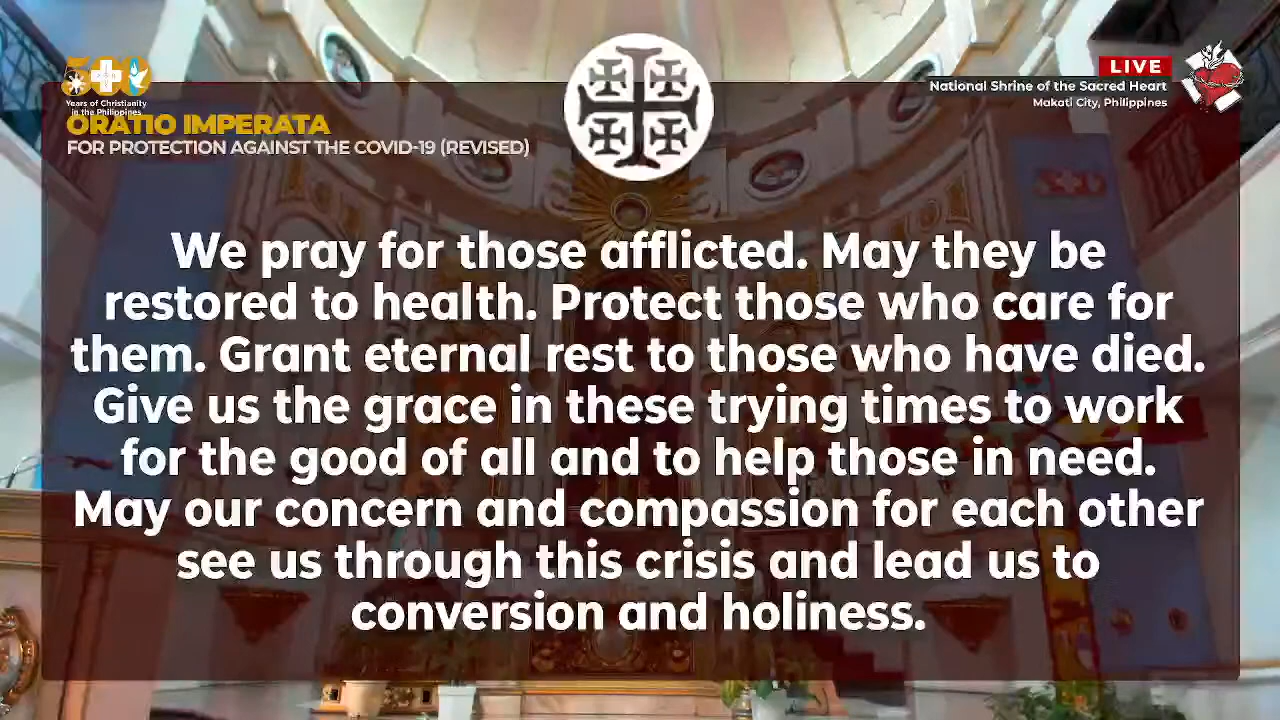 500
Years of Christianity
in the Philippines
ORATIO IMPERATA
FOR PROTECTION AGAINST THE COVID-19 (REVISED)
LIVE
National Shrine of the Sacred Heart
Makati City, Philippines
We pray for those afflicted. May they be
restored to health. Protect those who care for
them. Grant eternal rest to those who have died.
Give us the grace in these trying times to work
for the good of all and to help those in need.
May our concern and compassion for each other
see us through this crisis and lead us to
conversion and holiness.